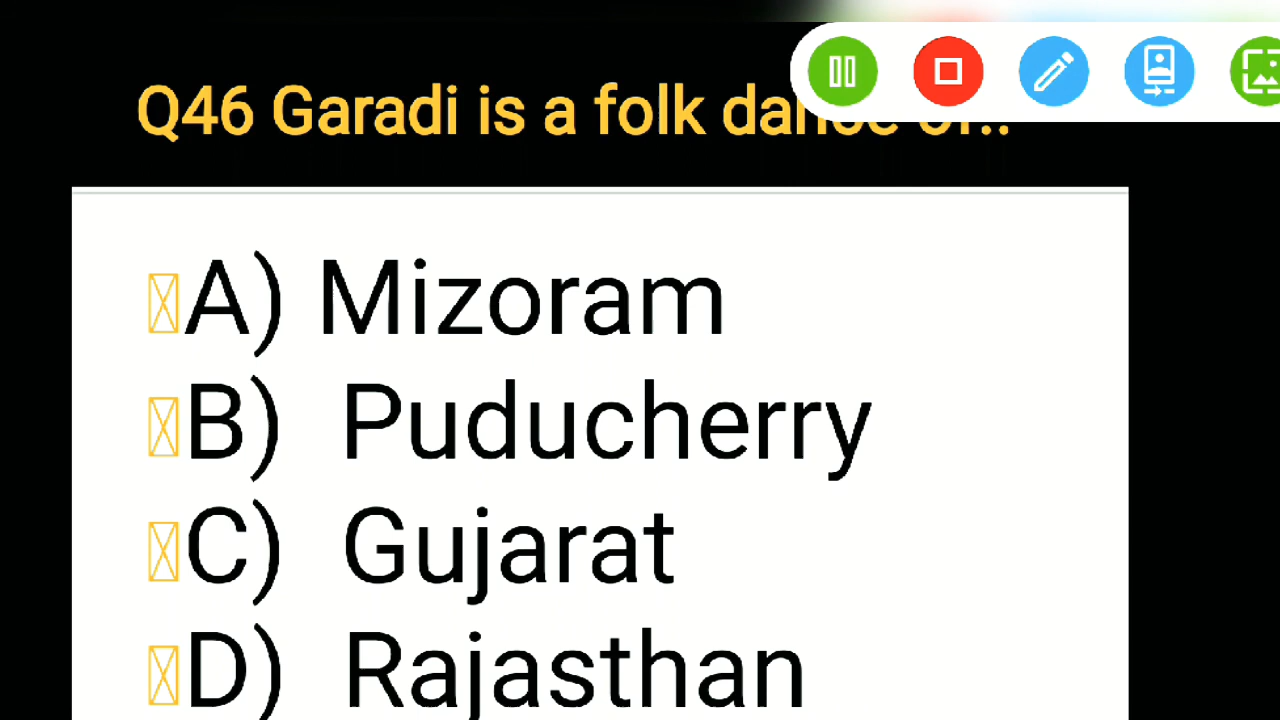 Q46 Garadi is a folk dance of..
A) Mizoram
B) Puducherry
C) Gujarat
D) Rajasthan